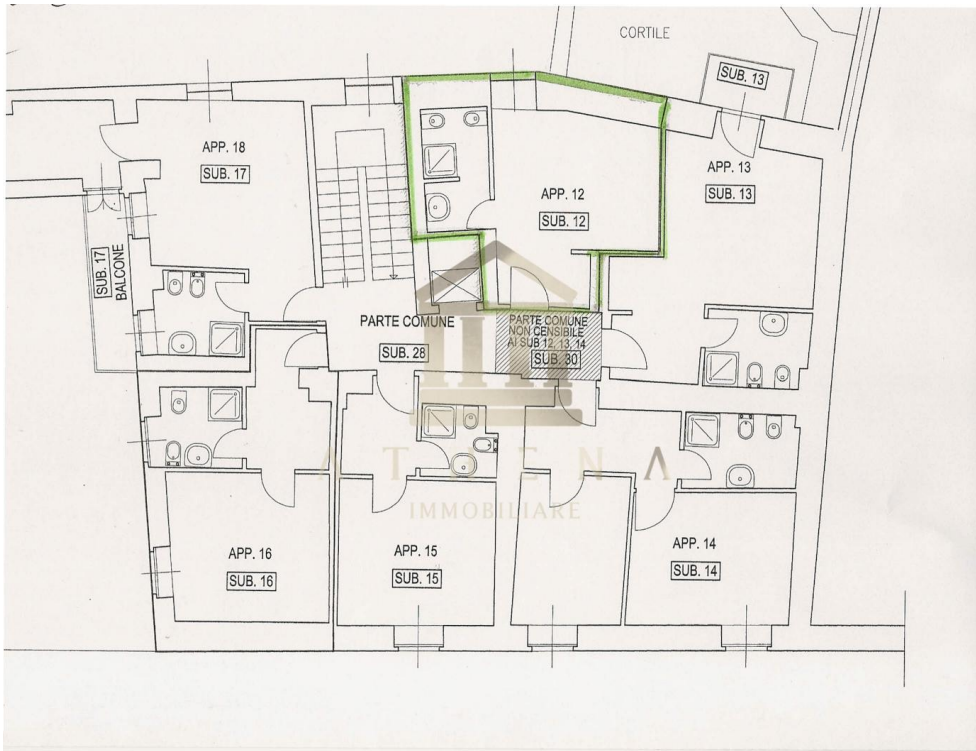 CORTILE
SUB. 13
APP. 18
SUB. 17
APP. 12
SUB. 12
APP. 13
SUB. 13
SUB. 17
BALCONE
PARTE COMUNE
SUB. 28
PARTE COMUNE
NON CENSIBILE
AI SUB 12, 13, 14
SUB. 30
ATHENA
IMMOBILIARE
APP. 16
SUB. 16
APP. 15
SUB. 15
APP. 14
SUB. 14